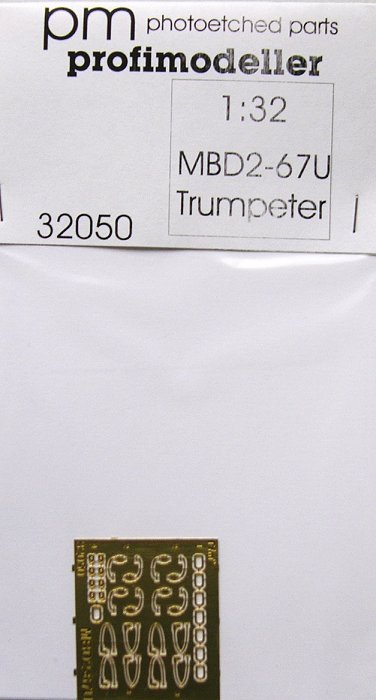 pm photoetched parts
profimodeller
1:32
MBD2-67U
Trumpeter
32050